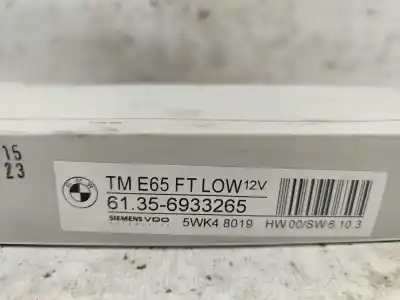 15
23
BMW
TM E65 FT LOW 12V
61.35-6933265
SIEMENS VDO 5WK4 8019 HW 00/SW 6.10.3